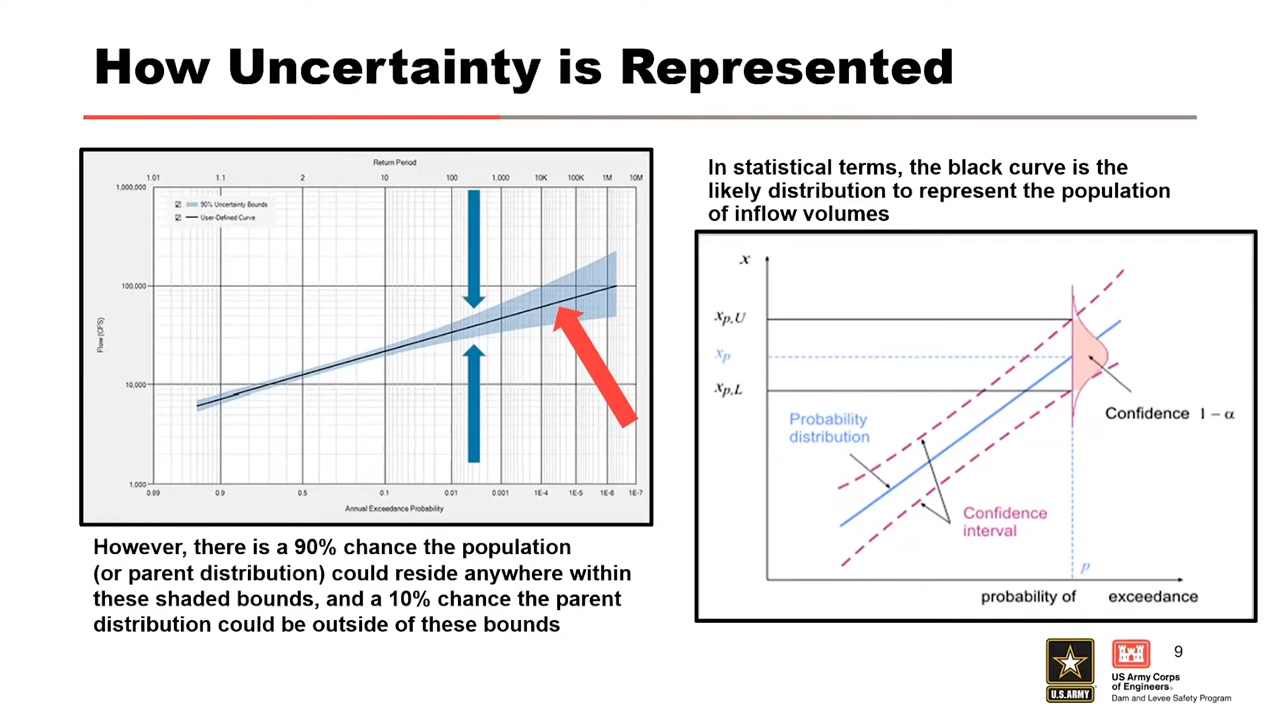 How Uncertainty is Represented
Return Period
1.01 1.1 2 10 100 1,000 10K 100K 1M 10M
1,000,000
90% Uncertainty Bounds
User-Defined Curve
100,000
Flow (CFS)
10,000
1,000
0.99 0.9 0.5 0.1 0.01 0.001 1E-4 1E-5 1E-6 1E-7
Annual Exceedance Probability
However, there is a 90% chance the population
(or parent distribution) could reside anywhere within
these shaded bounds, and a 10% chance the parent
distribution could be outside of these bounds
In statistical terms, the black curve is the
likely distribution to represent the population
of inflow volumes
x
xp,U
xp
xp,L
Probability
distribution
Confidence 1 – α
Confidence
interval
p
probability of exceedance
U.S.ARMY
US Army Corps
of Engineers®
Dam and Levee Safety Program
9